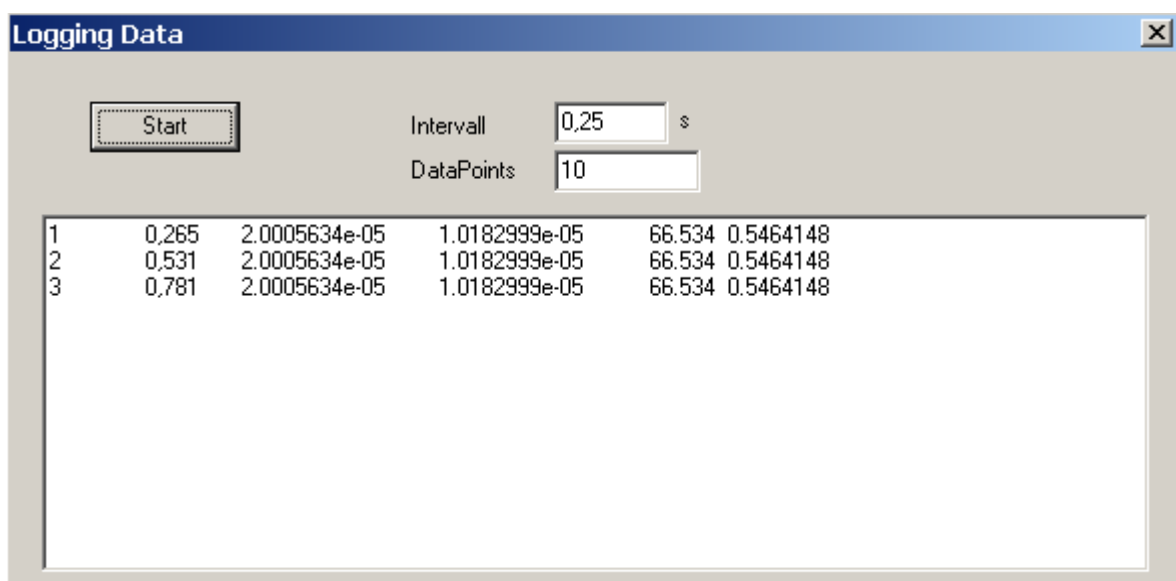 Logging Data
Start
Intervall 0,25 s
DataPoints 10
1 0,265 2.0005634e-05 1.0182999e-05 66.534 0.5464148
2 0,531 2.0005634e-05 1.0182999e-05 66.534 0.5464148
3 0,781 2.0005634e-05 1.0182999e-05 66.534 0.5464148